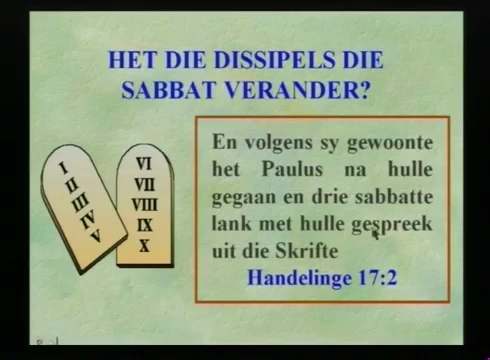 HET DIE DISSIPELS DIE
SABBAT VERANDER?
En volgens sy gewoonte
het Paulus na hulle
gegaan en drie sabbatte
lank met hulle gespreek
uit die Skrifte
Handelinge 17:2
I
II
III
IV
V
VI
VII
VIII
IX
X